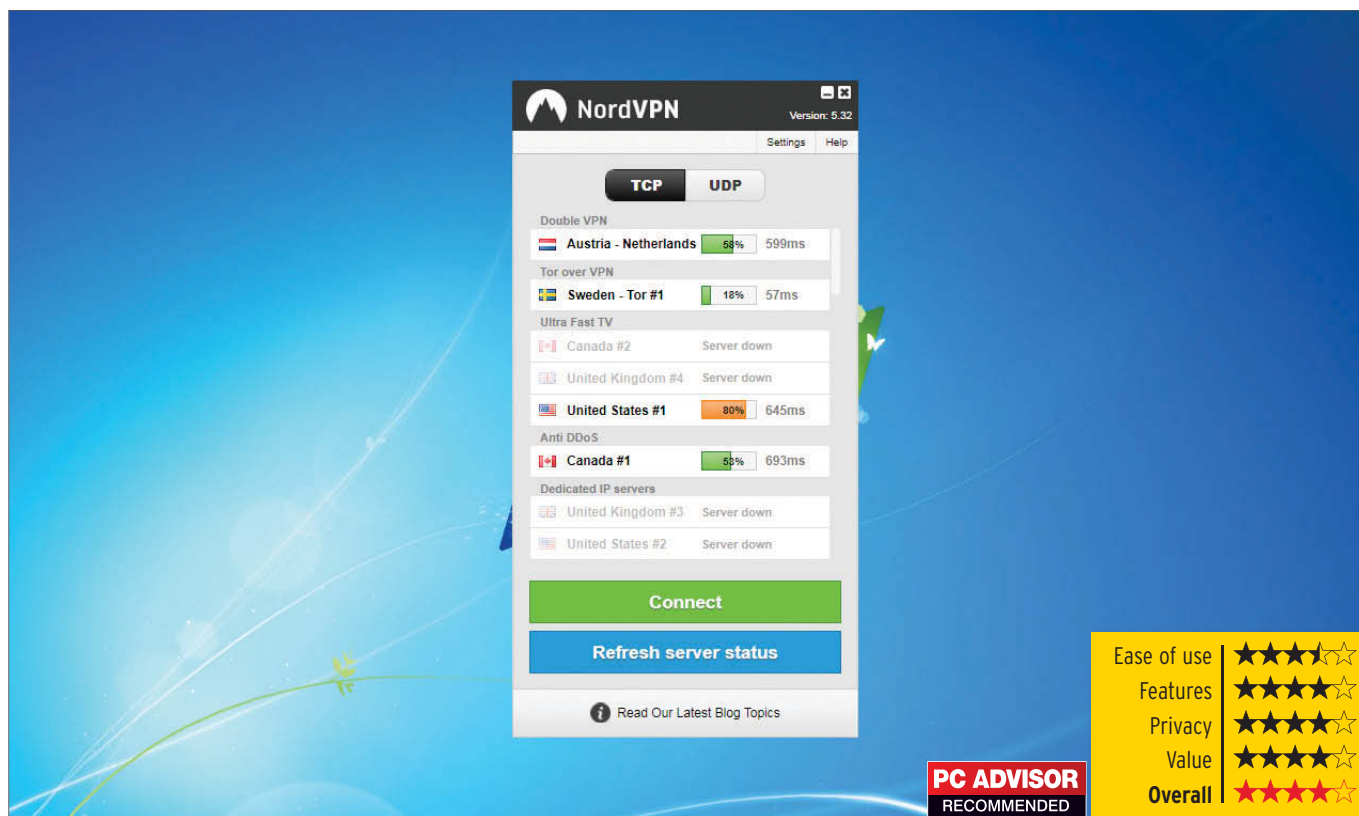 NordVPN
Version: 5.32
Settings Help
TCP UDP
Double VPN
Austria - Netherlands 58% 599ms
Tor over VPN
Sweden - Tor #1 18% 57ms
Ultra Fast TV
Canada #2 Server down
United Kingdom #4 Server down
United States #1 80% 645ms
Anti DDoS
Canada #1 53% 693ms
Dedicated IP servers
United Kingdom #3 Server down
United States #2 Server down
Connect
Refresh server status
Read Our Latest Blog Topics
PC ADVISOR
RECOMMENDED
Ease of use
Features
Privacy
Value
Overall